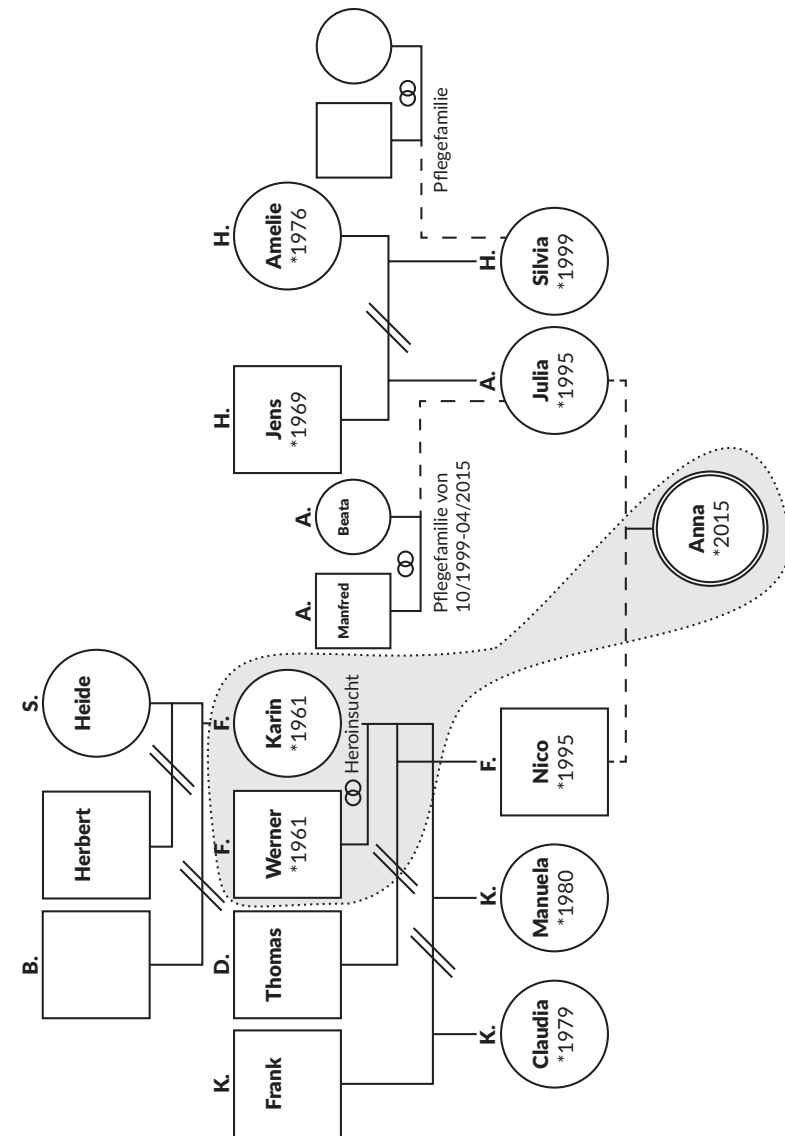 B.
Herbert
S.
Heide
K.
Frank
D.
Thomas
F.
Werner
*1961
F.
Karin
*1961
Heroinsucht
A.
Manfred
A.
Beata
Pflegefamilie von
10/1999-04/2015
H.
Jens
*1969
H.
Amelie
*1976
Pflegefamilie
K.
Claudia
*1979
K.
Manuela
*1980
F.
Nico
*1995
A.
Julia
*1995
H.
Silvia
*1999
Anna
*2015